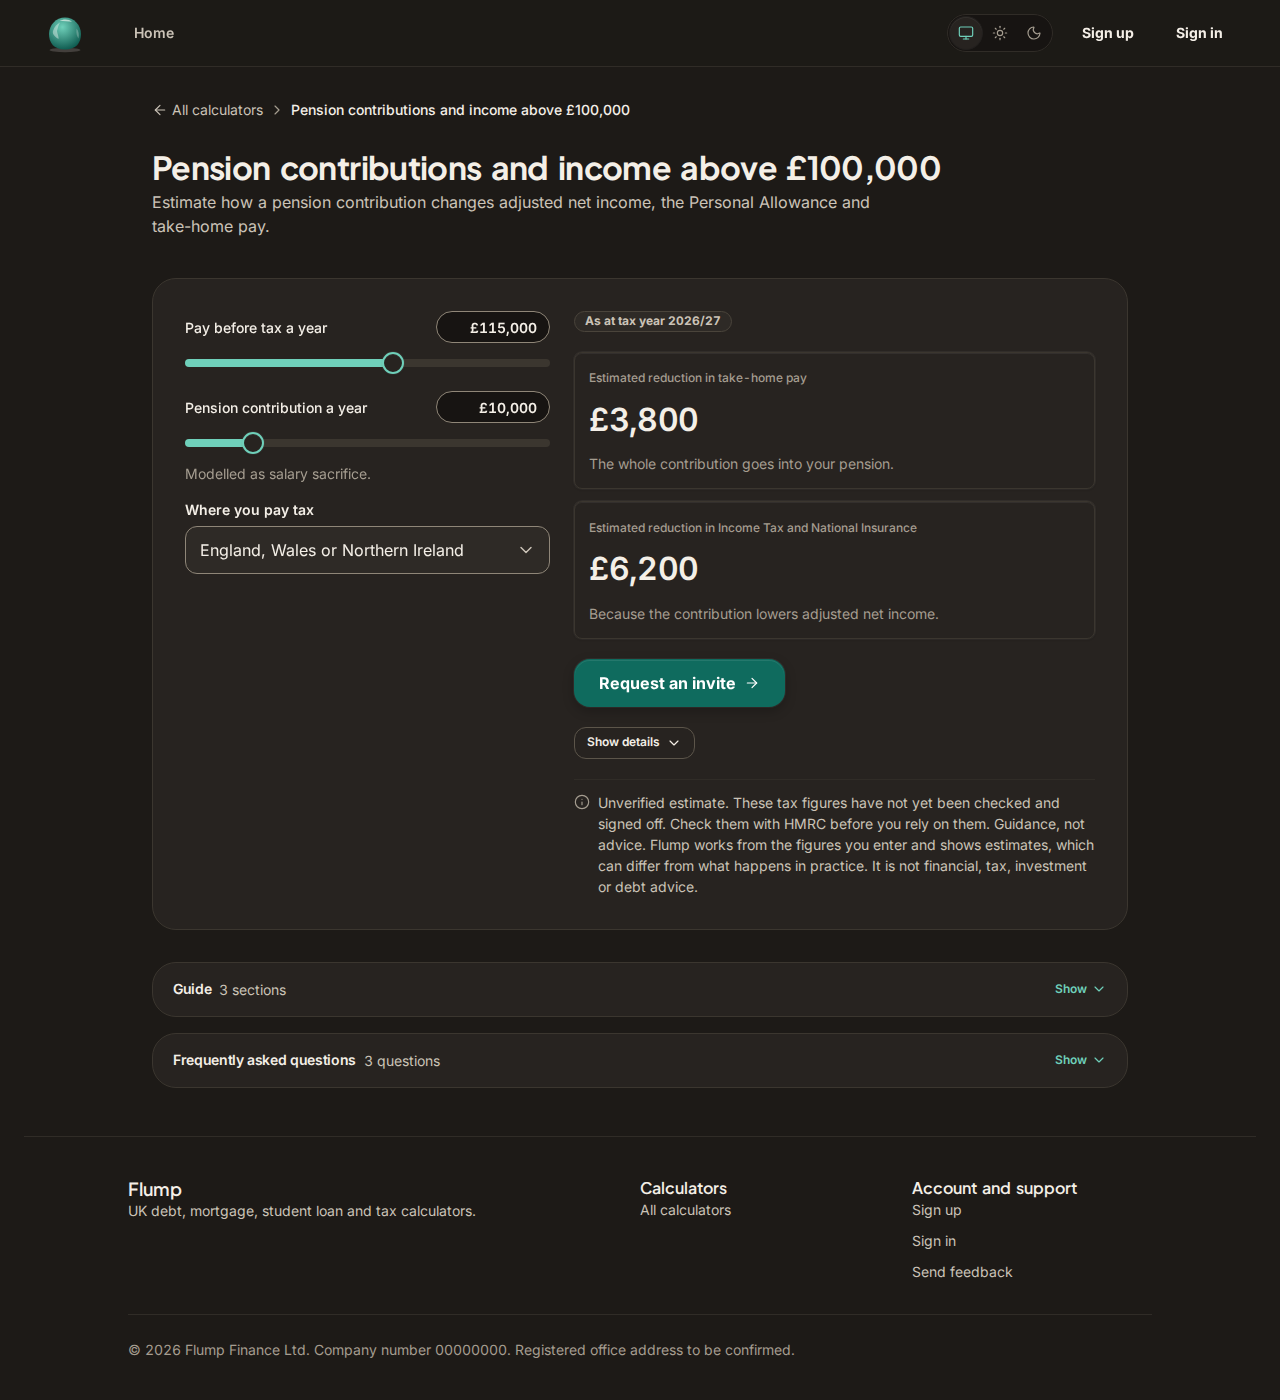 Home
Sign up
Sign in
All calculators
Pension contributions and income above £100,000
Pension contributions and income above £100,000
Estimate how a pension contribution changes adjusted net income, the Personal Allowance and
take-home pay.
Pay before tax a year
£115,000
Pension contribution a year
£10,000
Modelled as salary sacrifice.
Where you pay tax
England, Wales or Northern Ireland
As at tax year 2026/27
Estimated reduction in take-home pay
£3,800
The whole contribution goes into your pension.
Estimated reduction in Income Tax and National Insurance
£6,200
Because the contribution lowers adjusted net income.
Request an invite
Show details
Unverified estimate. These tax figures have not yet been checked and
signed off. Check them with HMRC before you rely on them. Guidance, not
advice. Flump works from the figures you enter and shows estimates, which
can differ from what happens in practice. It is not financial, tax, investment
or debt advice.
Guide 3 sections
Show
Frequently asked questions 3 questions
Show
Flump
UK debt, mortgage, student loan and tax calculators.
Calculators
All calculators
Account and support
Sign up
Sign in
Send feedback
© 2026 Flump Finance Ltd. Company number 00000000. Registered office address to be confirmed.